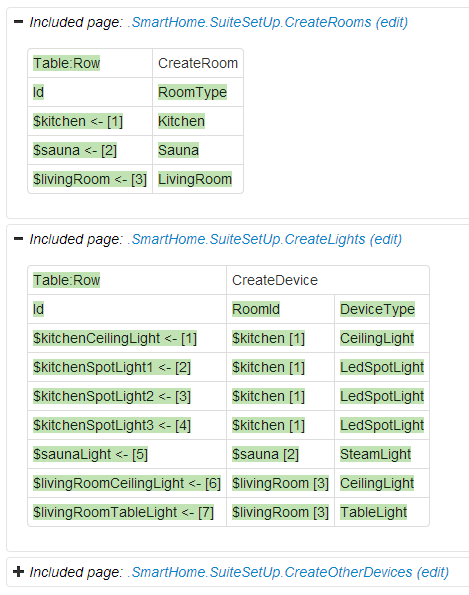 Included page: .SmartHome.SuiteSetUp.CreateRooms (edit)
Table:Row CreateRoom
Id RoomType
$kitchen <- [1] Kitchen
$sauna <- [2] Sauna
$livingRoom <- [3] LivingRoom
Included page: .SmartHome.SuiteSetUp.CreateLights (edit)
Table:Row CreateDevice
Id RoomId DeviceType
$kitchenCeilingLight <- [1] $kitchen [1] CeilingLight
$kitchenSpotLight1 <- [2] $kitchen [1] LedSpotLight
$kitchenSpotLight2 <- [3] $kitchen [1] LedSpotLight
$kitchenSpotLight3 <- [4] $kitchen [1] LedSpotLight
$saunaLight <- [5] $sauna [2] SteamLight
$livingRoomCeilingLight <- [6] $livingRoom [3] CeilingLight
$livingRoomTableLight <- [7] $livingRoom [3] TableLight
Included page: .SmartHome.SuiteSetUp.CreateOtherDevices (edit)